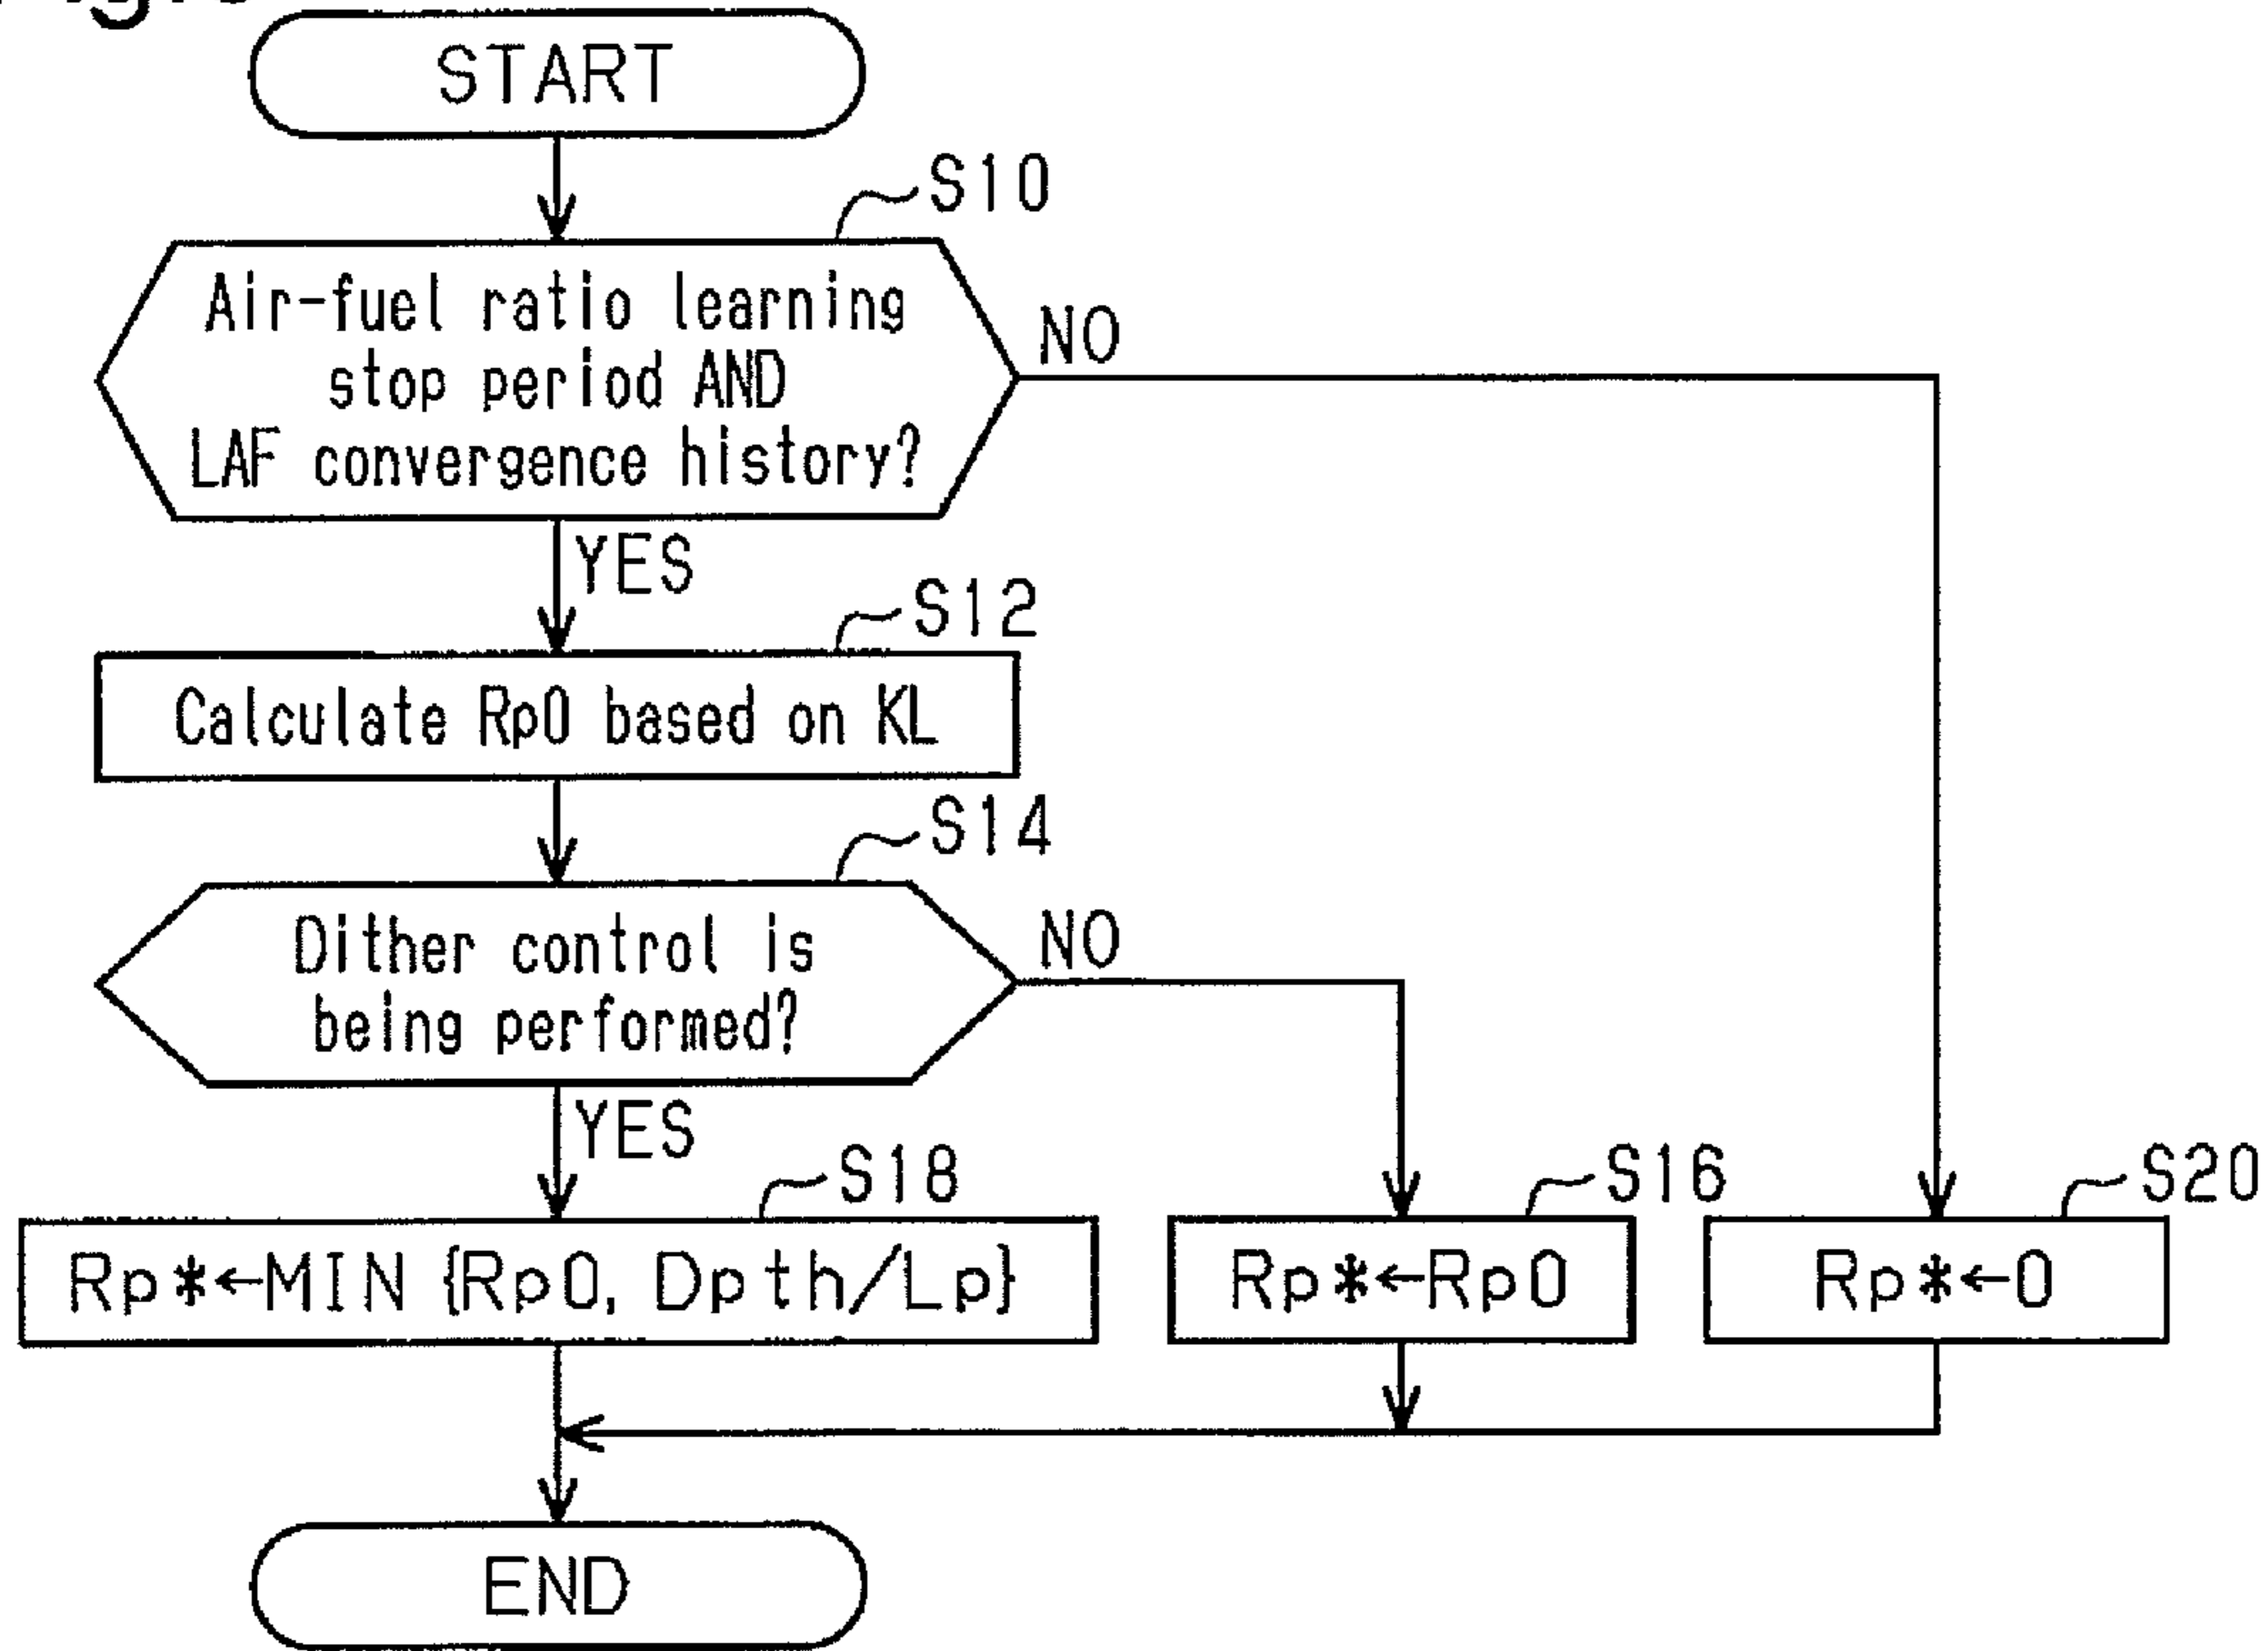 START
S10
Air-fuel ratio learning
stop period AND
LAF convergence history?
NO
YES
S12
Calculate Rp0 based on KL
S14
Dither control is
being performed?
NO
YES
S18
S16
S20
Rp*←MIN {Rp0, Dpth/Lp}
Rp*←Rp0
Rp*←0
END